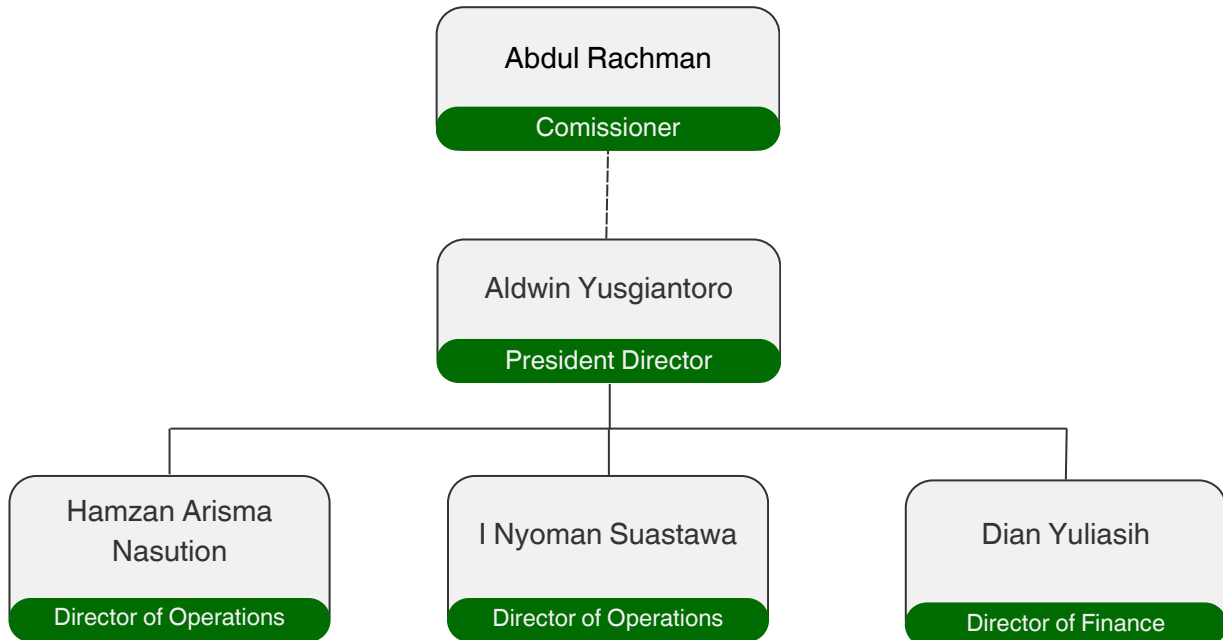 Abdul Rachman
Comissioner
Aldwin Yusgiantoro
President Director
Hamzan Arisma
Nasution
Director of Operations
I Nyoman Suastawa
Director of Operations
Dian Yuliasih
Director of Finance